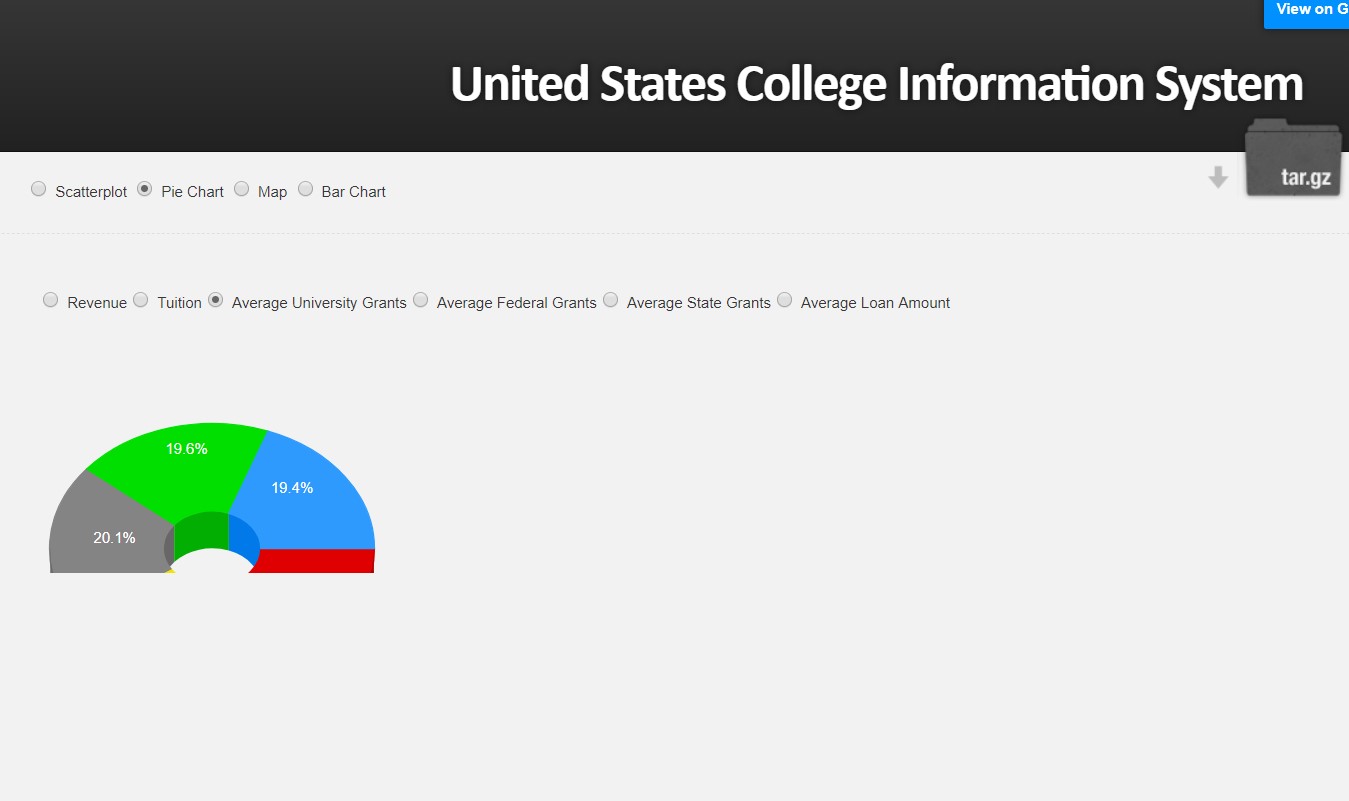 View on G
United States College Information System
tar.gz
Scatterplot Pie Chart Map Bar Chart
Revenue Tuition Average University Grants Average Federal Grants Average State Grants Average Loan Amount
19.6%
19.4%
20.1%